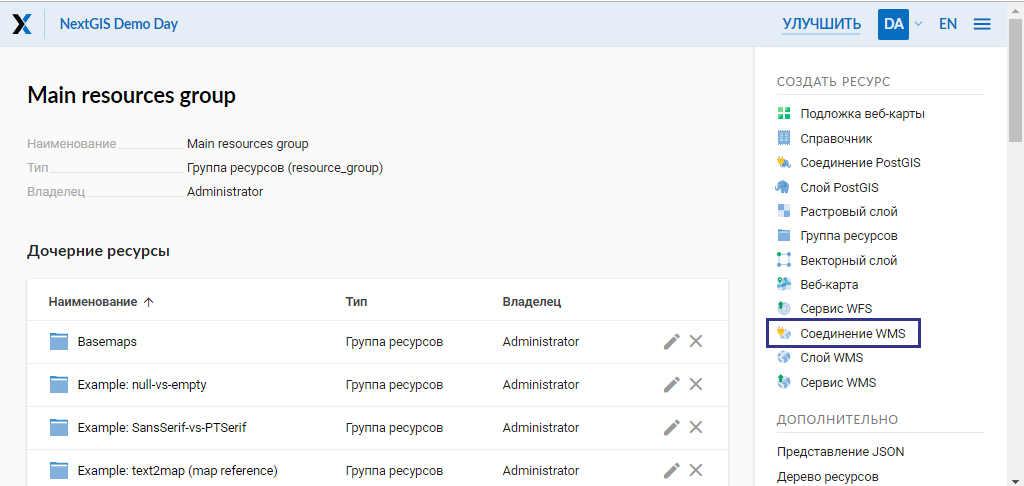 NextGIS Demo Day УЛУЧШИТЬ DA EN
Main resources group
Наименование Main resources group
Тип Группа ресурсов (resource_group)
Владелец Administrator
Дочерние ресурсы
Наименование Тип Владелец
Basemaps Группа ресурсов Administrator
Example: null-vs-empty Группа ресурсов Administrator
Example: SansSerif-vs-PTSerif Группа ресурсов Administrator
Example: text2map (map reference) Группа ресурсов Administrator
СОЗДАТЬ РЕСУРС
Подложка веб-карты
Справочник
Соединение PostGIS
Слой PostGIS
Растровый слой
Группа ресурсов
Векторный слой
Веб-карта
Сервис WFS
Соединение WMS
Слой WMS
Сервис WMS
ДОПОЛНИТЕЛЬНО
Представление JSON
Дерево ресурсов